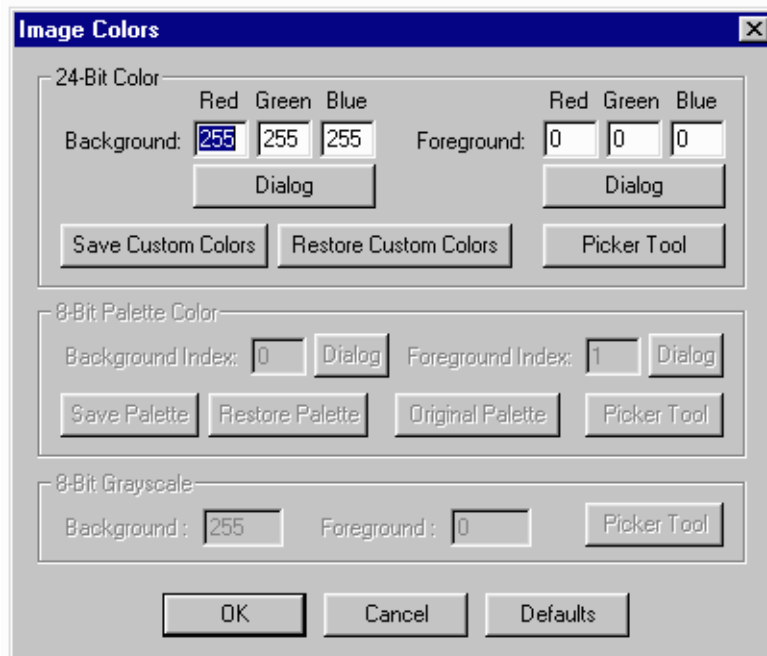 Image Colors
24-Bit Color
Red Green Blue Red Green Blue
Background: 255 255 255 Foreground: 0 0 0
Dialog Dialog
Save Custom Colors Restore Custom Colors Picker Tool
8-Bit Palette Color
Background Index: 0 Dialog Foreground Index: 1 Dialog
Save Palette Restore Palette Original Palette Picker Tool
8-Bit Grayscale
Background : 255 Foreground : 0 Picker Tool
OK Cancel Defaults